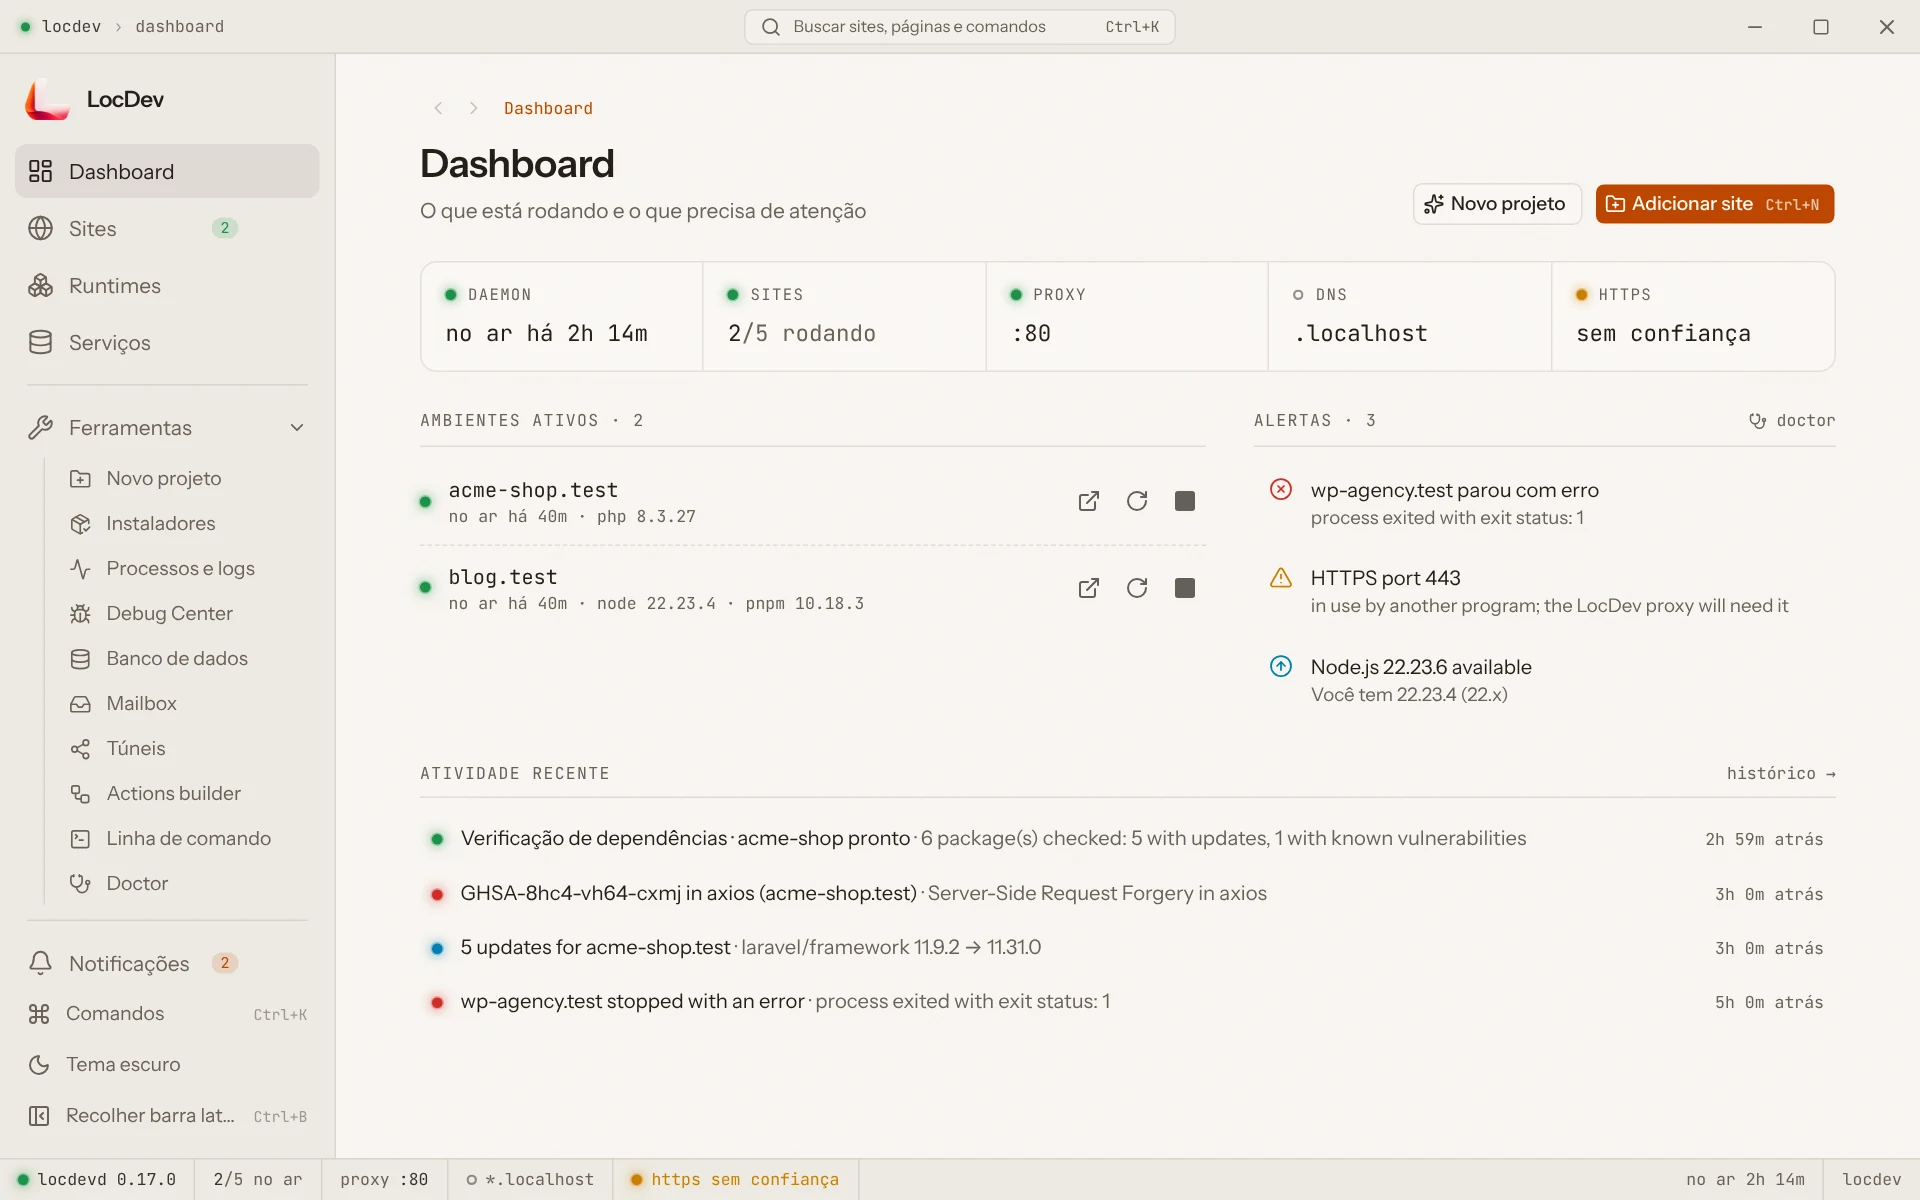 locdev › dashboard
Buscar sites, páginas e comandos Ctrl+K
LocDev
Dashboard
Sites 2
Runtimes
Serviços
Ferramentas
Novo projeto
Instaladores
Processos e logs
Debug Center
Banco de dados
Mailbox
Túneis
Actions builder
Linha de comando
Doctor
Notificações 2
Comandos Ctrl+K
Tema escuro
Recolher barra lat... Ctrl+B
Dashboard
Dashboard
O que está rodando e o que precisa de atenção
Novo projeto
Adicionar site Ctrl+N
DAEMON
no ar há 2h 14m
SITES
2/5 rodando
PROXY
:80
DNS
.localhost
HTTPS
sem confiança
AMBIENTES ATIVOS · 2
acme-shop.test
no ar há 40m · php 8.3.27
blog.test
no ar há 40m · node 22.23.4 · pnpm 10.18.3
ALERTAS · 3 doctor
wp-agency.test parou com erro
process exited with exit status: 1
HTTPS port 443
in use by another program; the LocDev proxy will need it
Node.js 22.23.6 available
Você tem 22.23.4 (22.x)
ATIVIDADE RECENTE histórico →
Verificação de dependências · acme-shop pronto · 6 package(s) checked: 5 with updates, 1 with known vulnerabilities 2h 59m atrás
GHSA-8hc4-vh64-cxmj in axios (acme-shop.test) · Server-Side Request Forgery in axios 3h 0m atrás
5 updates for acme-shop.test · laravel/framework 11.9.2 → 11.31.0 3h 0m atrás
wp-agency.test stopped with an error · process exited with exit status: 1 5h 0m atrás
locdevd 0.17.0 2/5 no ar proxy :80 *.localhost https sem confiança no ar 2h 14m locdev